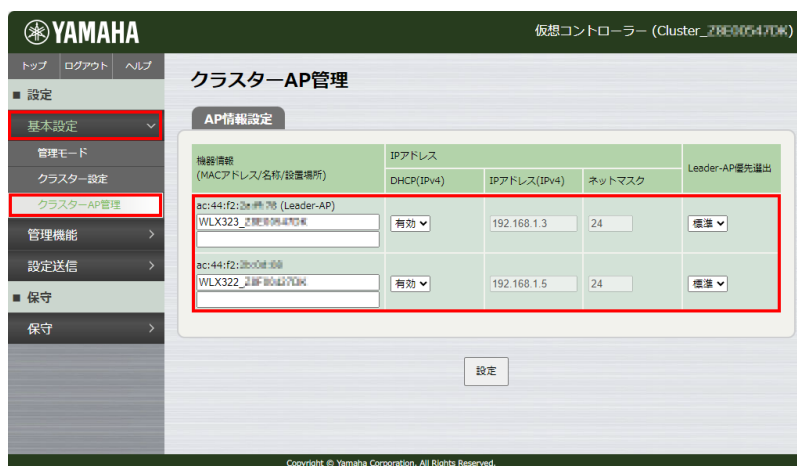 YAMAHA
仮想コントローラー (Cluster_
トップ ログアウト ヘルプ
■ 設定
基本設定
管理モード
クラスター設定
クラスターAP管理
管理機能
設定送信
■ 保守
保守
クラスターAP管理
AP情報設定
機器情報
(MACアドレス/名称/設置場所)
IPアドレス
DHCP(IPv4) IPアドレス(IPv4) ネットマスク
Leader-AP優先選出
ac:44:f2: (Leader-AP)
WLX323_
有効 192.168.1.3 24 標準
ac:44:f2:
WLX322_
有効 192.168.1.5 24 標準
設定
Copyright © Yamaha Corporation. All Rights Reserved.